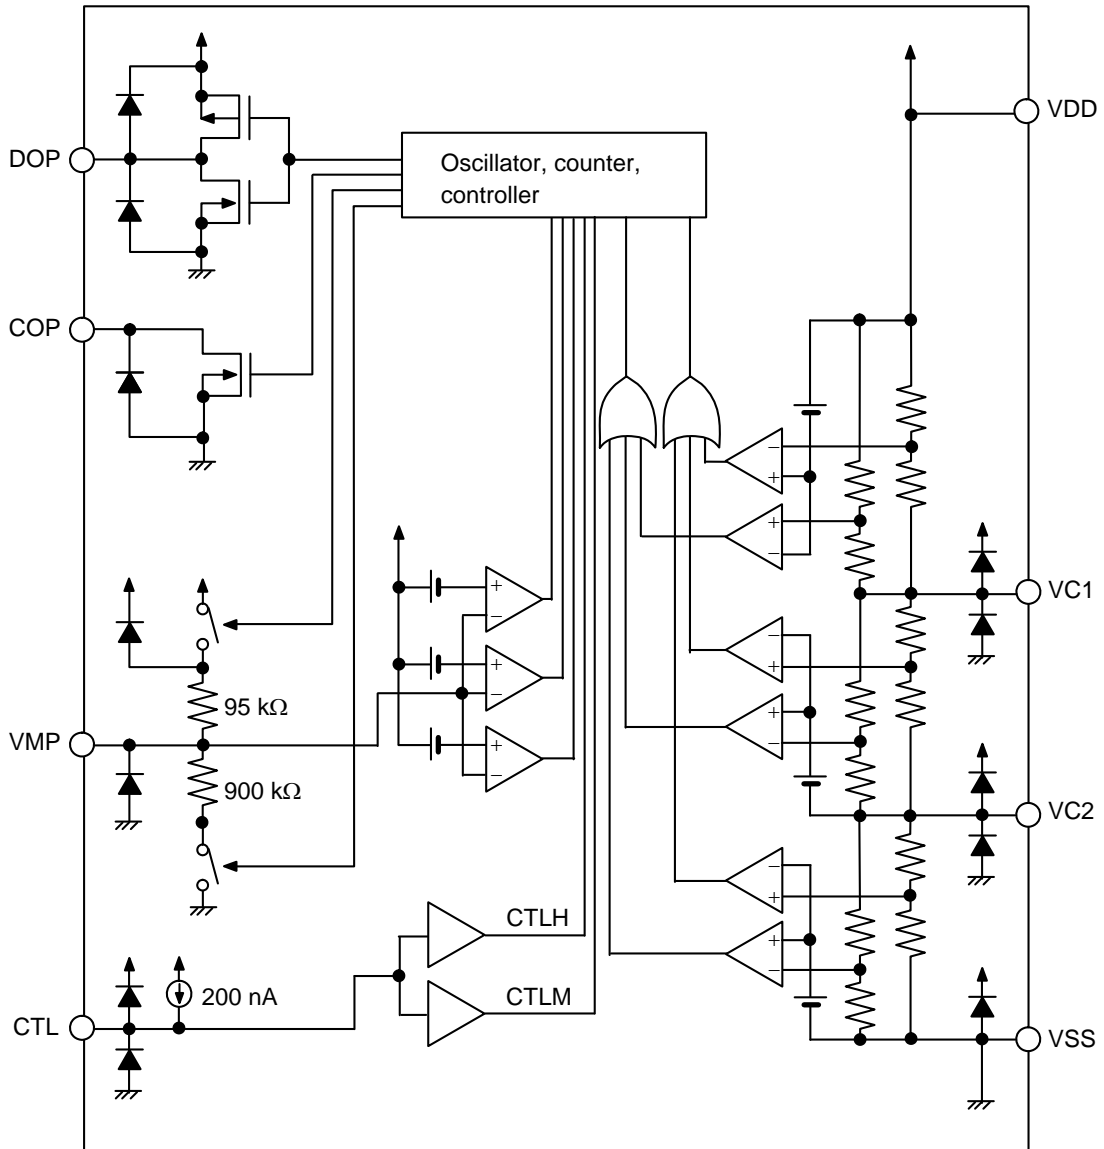 VDD
DOP
Oscillator, counter,
controller
COP
− 
+
+
−
+
−
VC1
−
+
+
−
95 kΩ
VMP
+
−
+
−
900 kΩ
VC2
−
+
CTLH
+
−
200 nA
CTLM
CTL
VSS